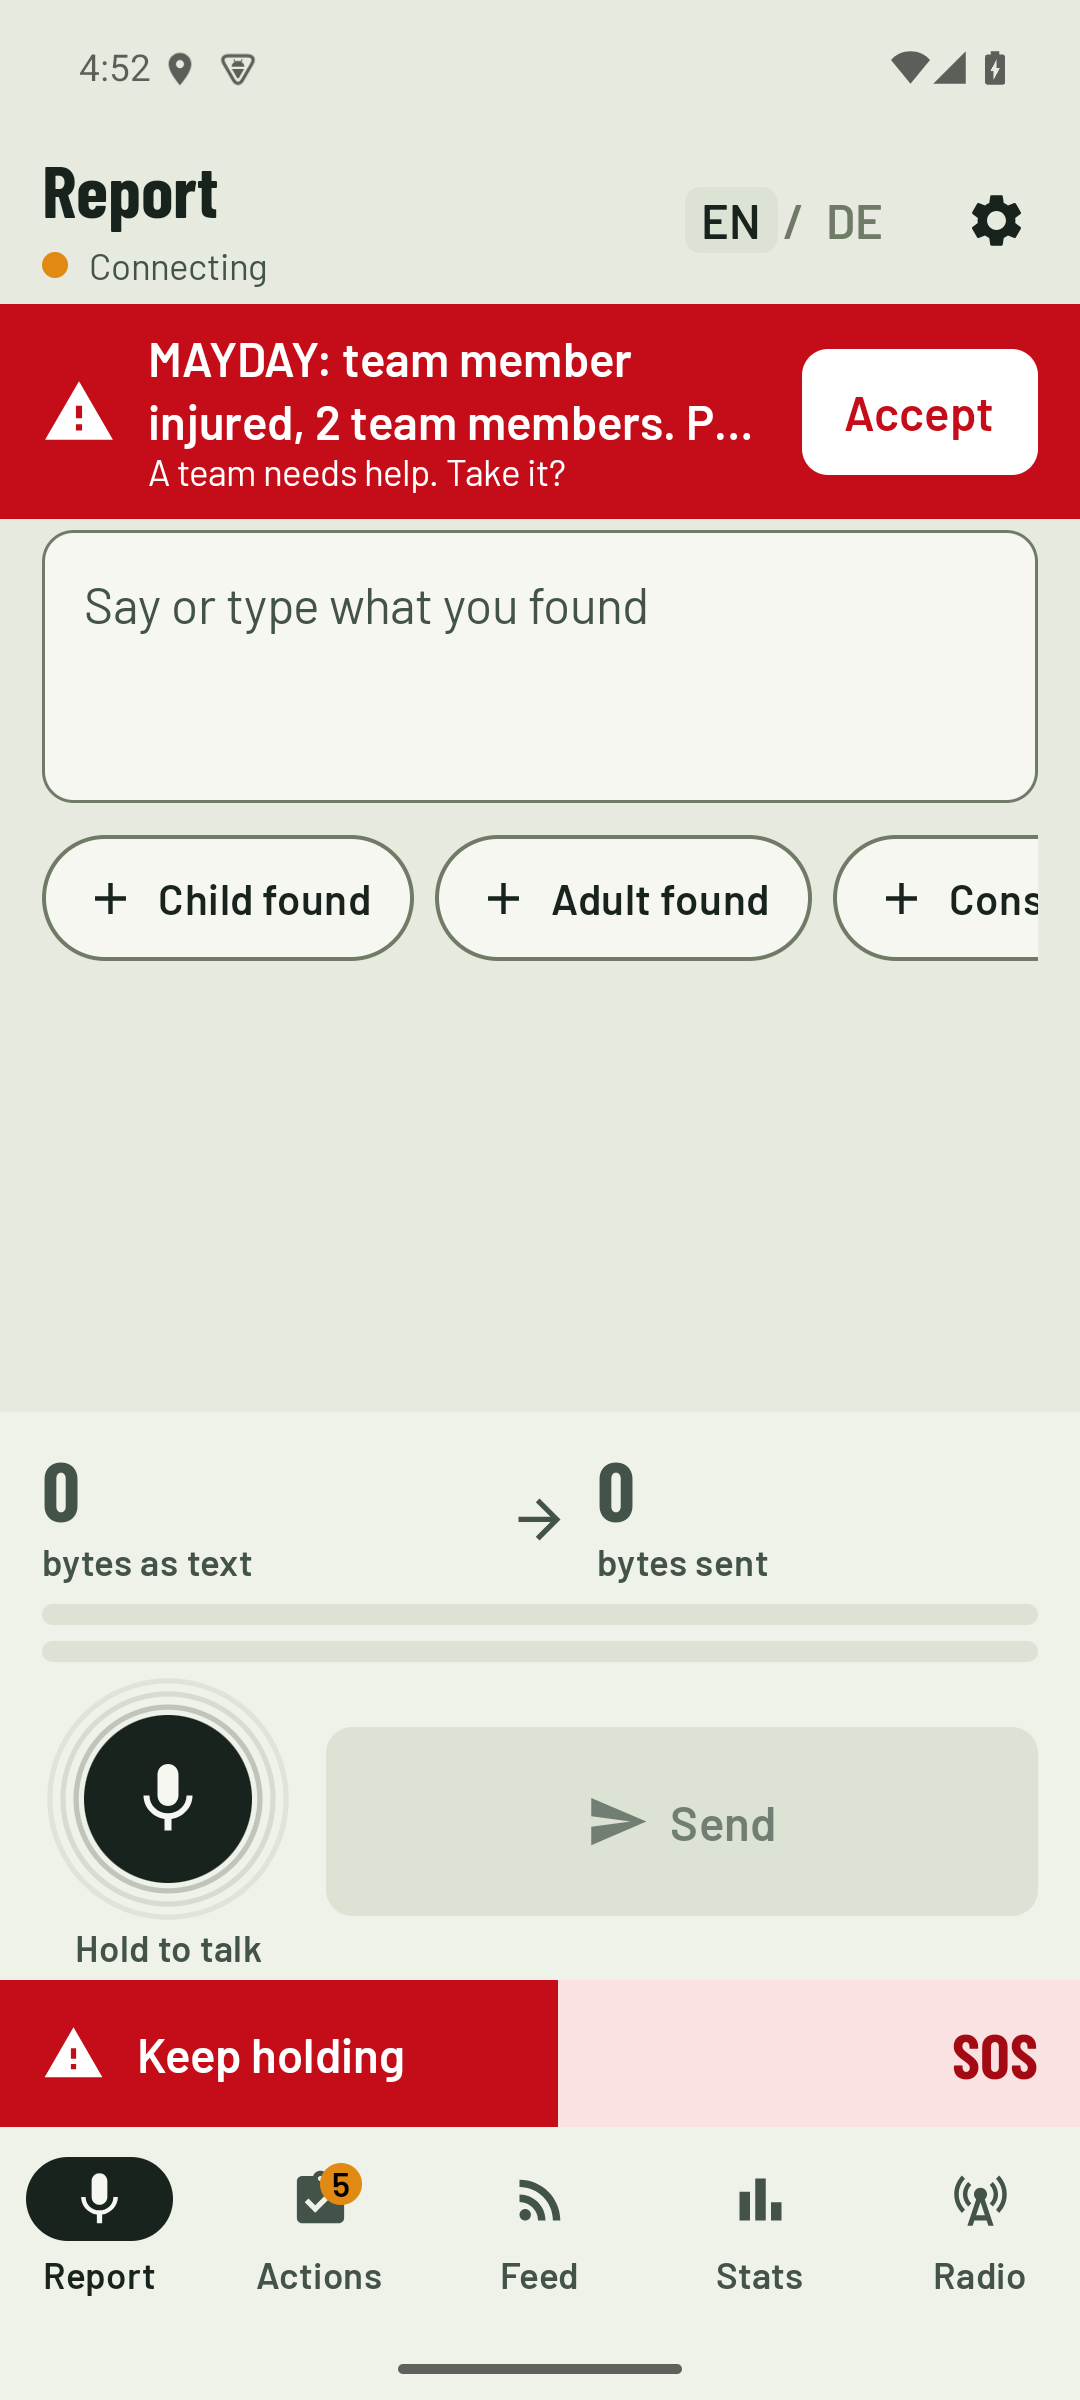 4:52
Report
EN / DE
Connecting
MAYDAY: team member
injured, 2 team members. P...
A team needs help. Take it?
Accept
Say or type what you found
+ Child found
+ Adult found
+ Cons
0
0
bytes as text
bytes sent
Send
Hold to talk
Keep holding
SOS
5
Report
Actions
Feed
Stats
Radio